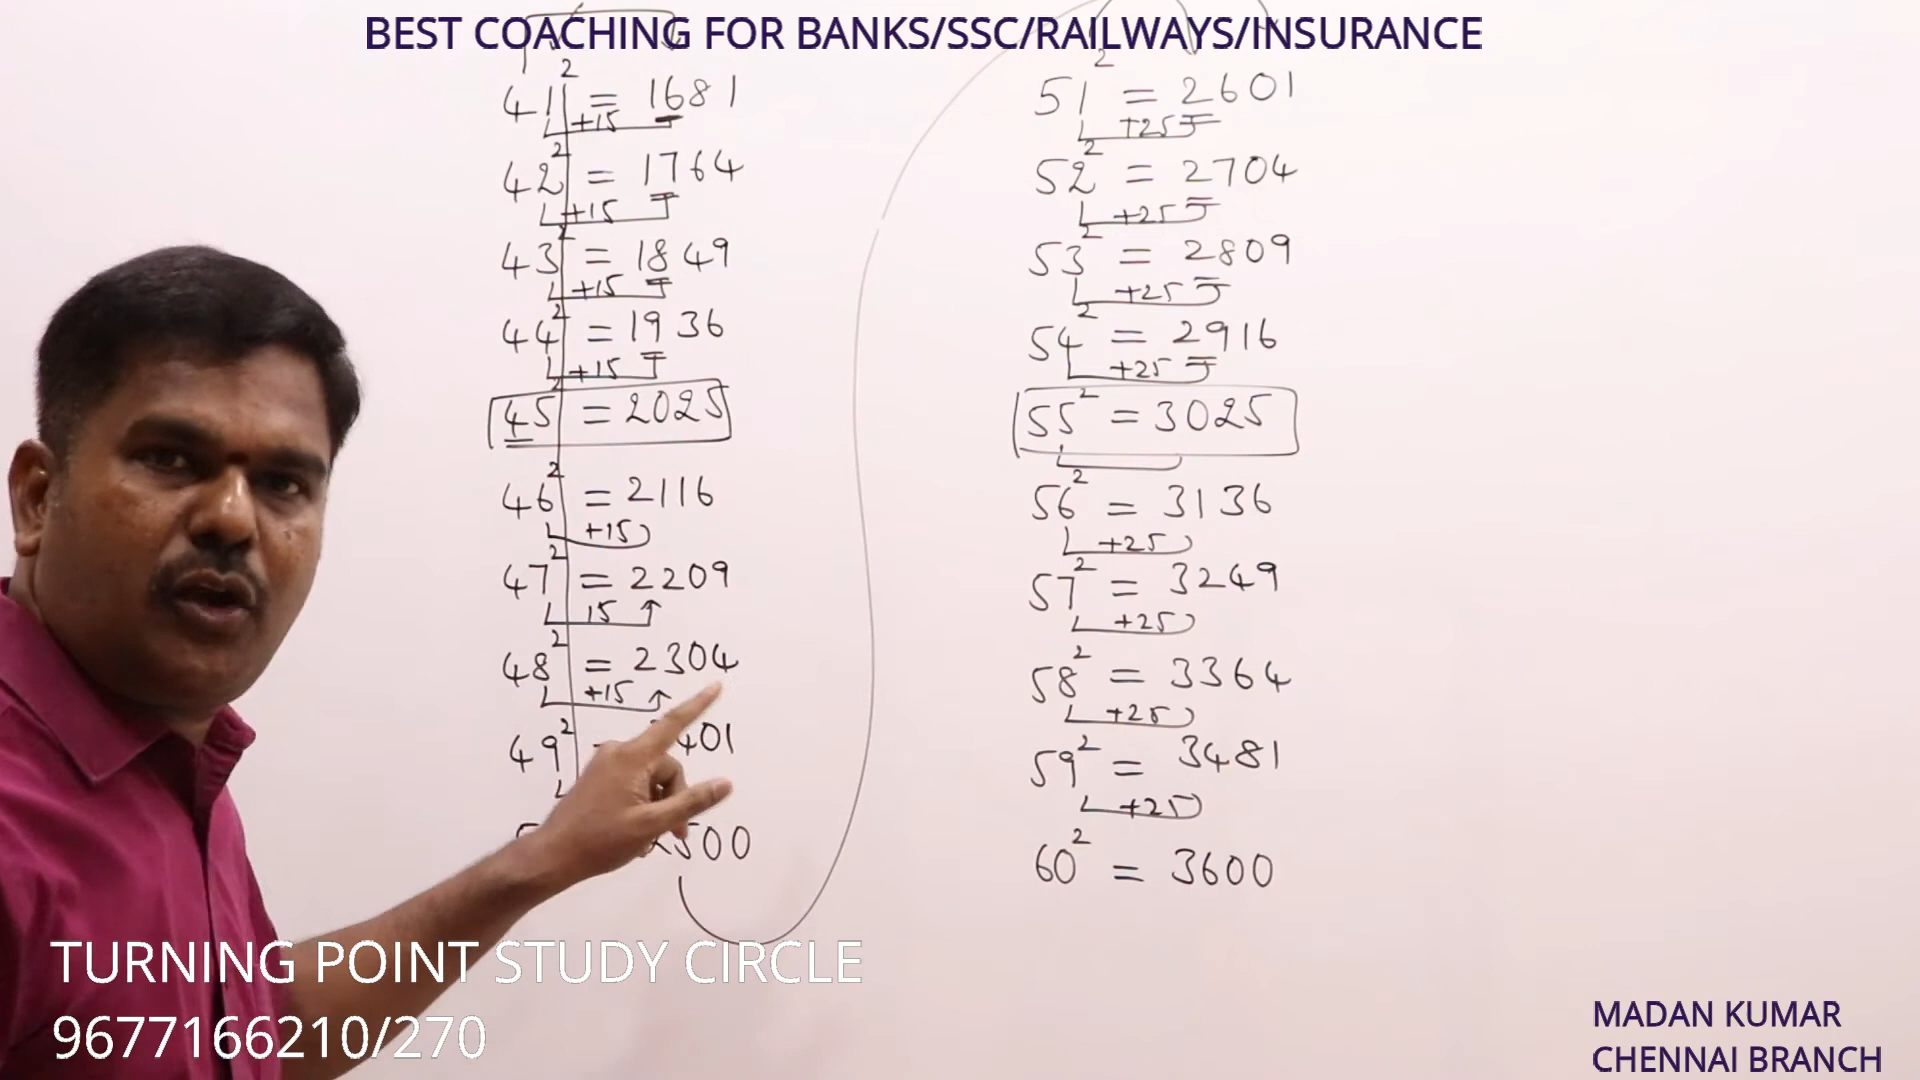 BEST COACHING FOR BANKS/SSC/RAILWAYS/INSURANCE
41² = 1681
+15
42² = 1764
+15
43² = 1849
+15
44² = 1936
+15
45² = 2025
46² = 2116
+15
47² = 2209
15
48² = 2304
+15
49² 401
2500
51² = 2601
+25
52² = 2704
+25
53² = 2809
+25
54² = 2916
+25
55² = 3025
56² = 3136
+25
57² = 3249
+25
58² = 3364
+25
59² = 3481
+25
60² = 3600
TURNING POINT STUDY CIRCLE
9677166210/270
MADAN KUMAR
CHENNAI BRANCH